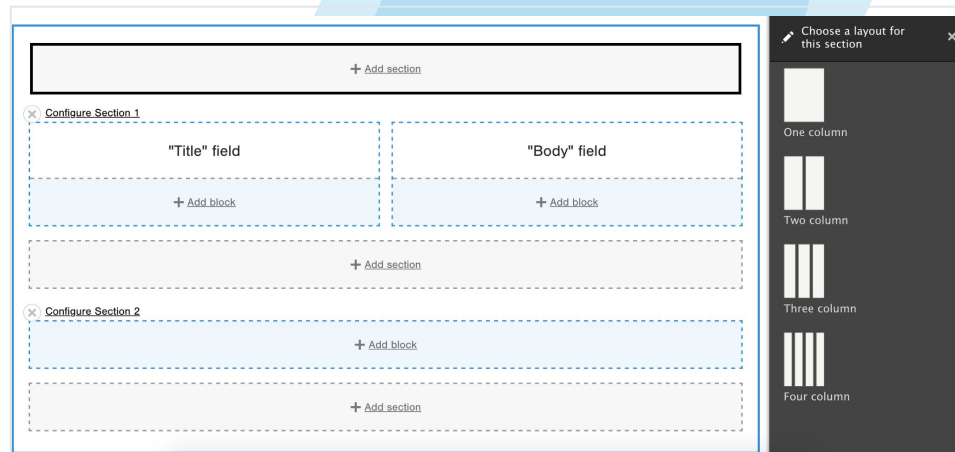 + Add section
Configure Section 1
"Title" field
"Body" field
+ Add block
+ Add block
+ Add section
Configure Section 2
+ Add block
+ Add section
Choose a layout for
this section
One column
Two column
Three column
Four column